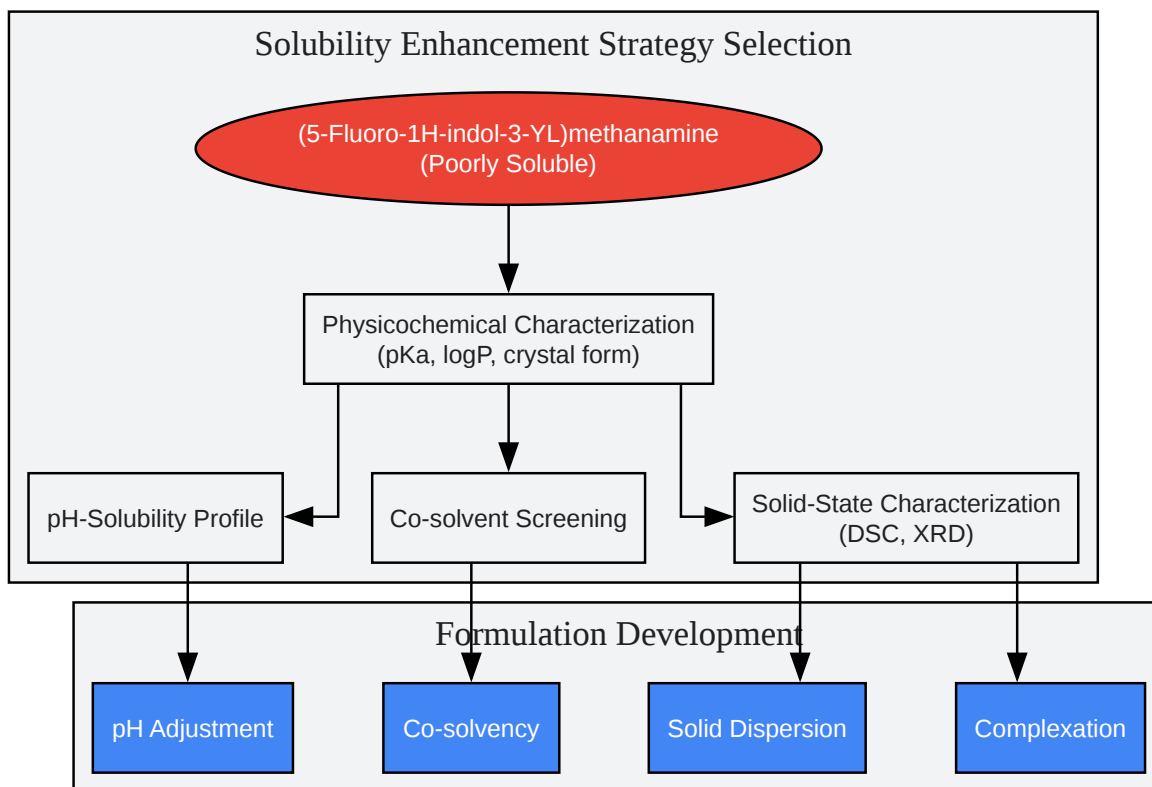 Solubility Enhancement Strategy Selection
(5-Fluoro-1H-indol-3-YL)methanamine
(Poorly Soluble)
Physicochemical Characterization
(pKa, logP, crystal form)
pH-Solubility Profile
Co-solvent Screening
Solid-State Characterization
(DSC, XRD)
Formulation Development
pH Adjustment
Co-solvency
Solid Dispersion
Complexation